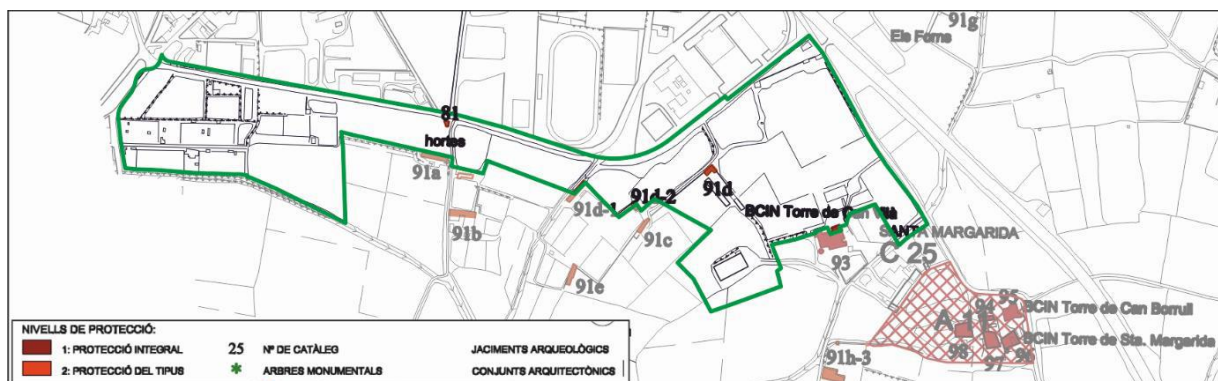 91g
Els Forns
81
hortes
91a
91d-1
91d-2
91d
91b
91c
91e
BCIN Torre de Can Vilà
SANTA MARGARIDA
93
C 25
95
94
BCIN Torre de Can Borrull
A 11
BCIN Torre de Sta. Margarida
98
97
96
91h-3
NIVELLS DE PROTECCIÓ:
1: PROTECCIÓ INTEGRAL 25 Nº DE CATÀLEG JACIMENTS ARQUEOLÒGICS
2: PROTECCIÓ DEL TIPUS * ARBRES MONUMENTALS CONJUNTS ARQUITECTÒNICS